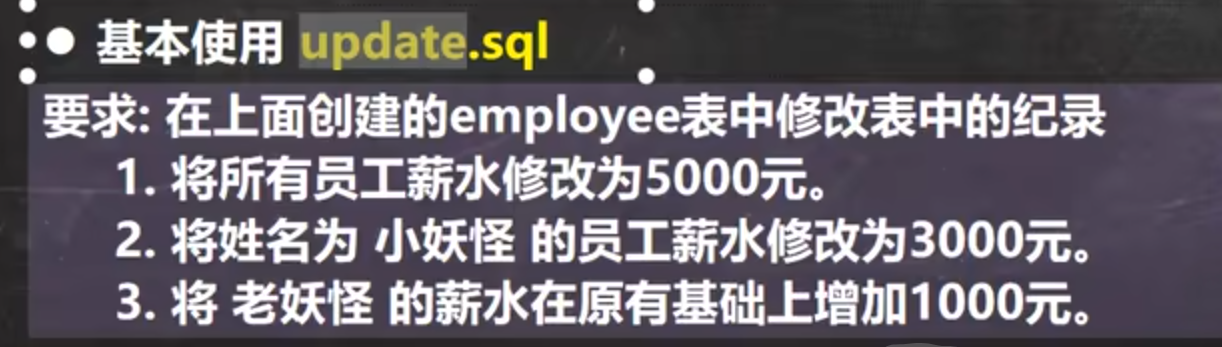 ● 基本使用 update.sql
要求: 在上面创建的employee表中修改表中的纪录
1. 将所有员工薪水修改为5000元。
2. 将姓名为 小妖怪 的员工薪水修改为3000元。
3. 将 老妖怪 的薪水在原有基础上增加1000元。